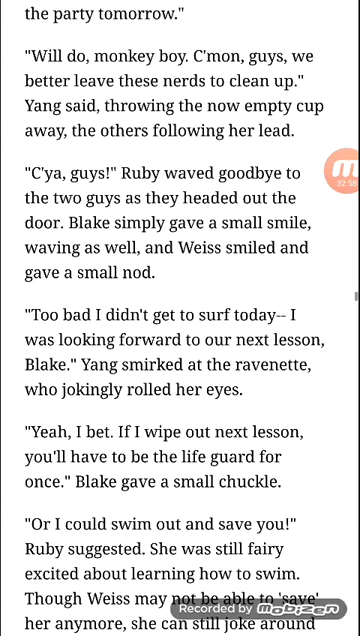 the party tomorrow."
"Will do, monkey boy. C'mon, guys, we
better leave these nerds to clean up."
Yang said, throwing the now empty cup
away, the others following her lead.
"C'ya, guys!" Ruby waved goodbye to
the two guys as they headed out the
door. Blake simply gave a small smile,
waving as well, and Weiss smiled and
gave a small nod.
"Too bad I didn't get to surf today-- I
was looking forward to our next lesson,
Blake." Yang smirked at the ravenette,
who jokingly rolled her eyes.
"Yeah, I bet. If I wipe out next lesson,
you'll have to be the life guard for
once." Blake gave a small chuckle.
"Or I could swim out and save you!"
Ruby suggested. She was still fairy
excited about learning how to swim.
Though Weiss may not be able to 'save'
her anymore, she can still joke around
32:58
Recorded by Mobizen